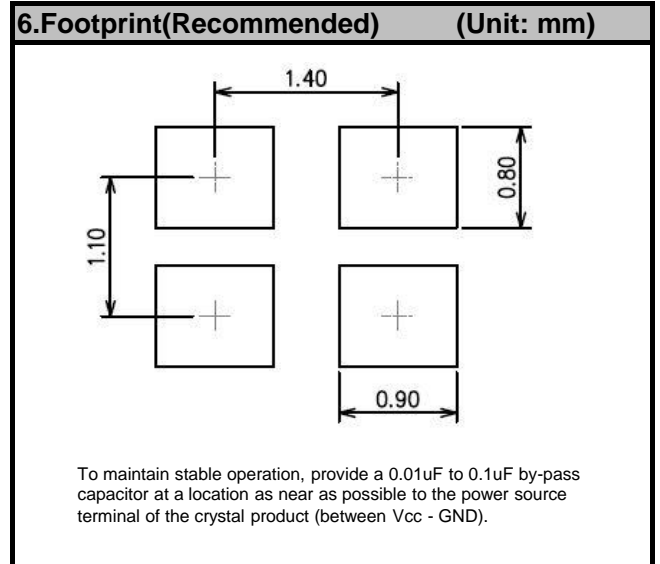 6.Footprint(Recommended) (Unit: mm)
1.40
0.80
1.10
0.90
To maintain stable operation, provide a 0.01uF to 0.1uF by-pass
capacitor at a location as near as possible to the power source
terminal of the crystal product (between Vcc - GND).